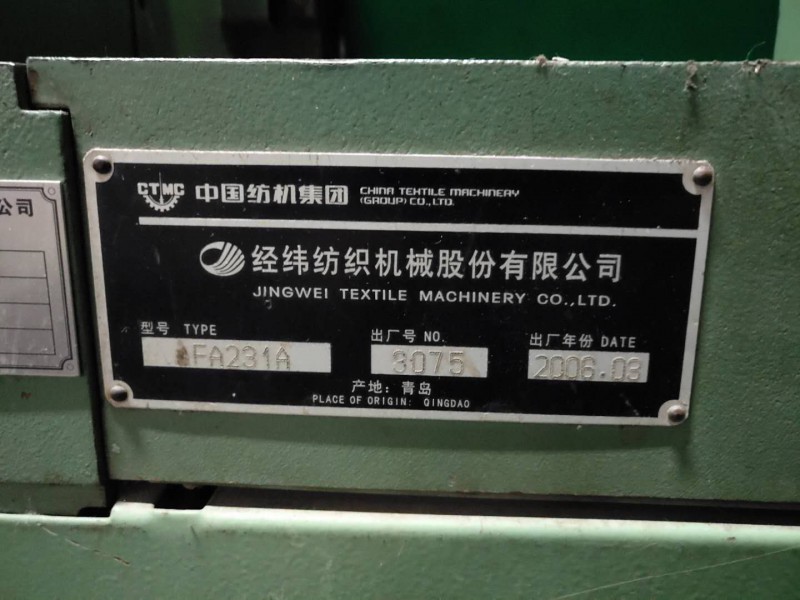 公司
CTMC 中国纺机集团 CHINA TEXTILE MACHINERY (GROUP) CO., LTD.
经纬纺织机械股份有限公司
JINGWEI TEXTILE MACHINERY CO.,LTD.
型号 TYPE 出厂号 NO. 出厂年份 DATE
FA231A 8075 2006.03
产地: 青岛
PLACE OF ORIGIN: QINGDAO